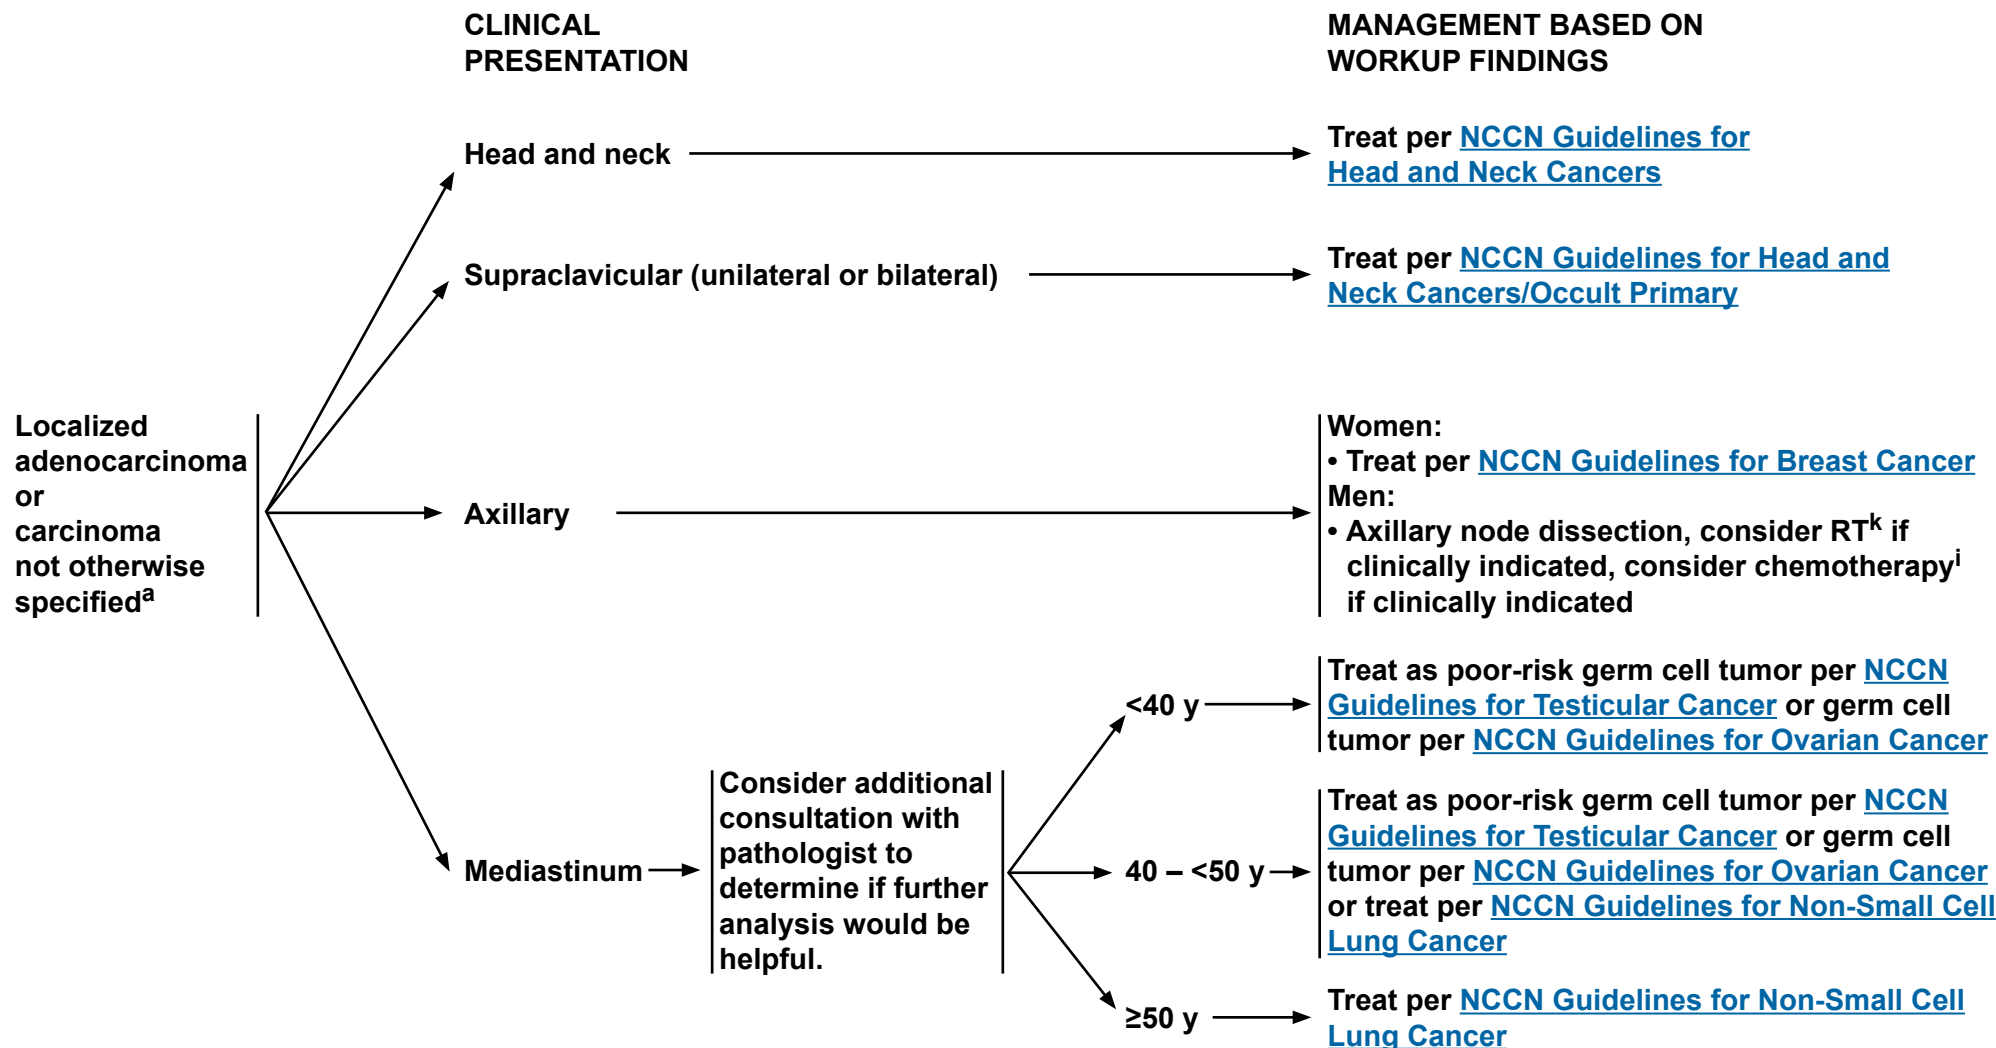 CLINICAL
PRESENTATION
MANAGEMENT BASED ON
WORKUP FINDINGS
Localized
adenocarcinoma
or
carcinoma
not otherwise
specifiedᵃ
Head and neck
Treat per NCCN Guidelines for
Head and Neck Cancers
Supraclavicular (unilateral or bilateral)
Treat per NCCN Guidelines for Head and
Neck Cancers/Occult Primary
Axillary
Women:
• Treat per NCCN Guidelines for Breast Cancer
Men:
• Axillary node dissection, consider RTᵏ if
clinically indicated, consider chemotherapyⁱ
if clinically indicated
Mediastinum
Consider additional
consultation with
pathologist to
determine if further
analysis would be
helpful.
<40 y
Treat as poor-risk germ cell tumor per NCCN
Guidelines for Testicular Cancer or germ cell
tumor per NCCN Guidelines for Ovarian Cancer
40 – <50 y
Treat as poor-risk germ cell tumor per NCCN
Guidelines for Testicular Cancer or germ cell
tumor per NCCN Guidelines for Ovarian Cancer
or treat per NCCN Guidelines for Non-Small Cell
Lung Cancer
≥50 y
Treat per NCCN Guidelines for Non-Small Cell
Lung Cancer